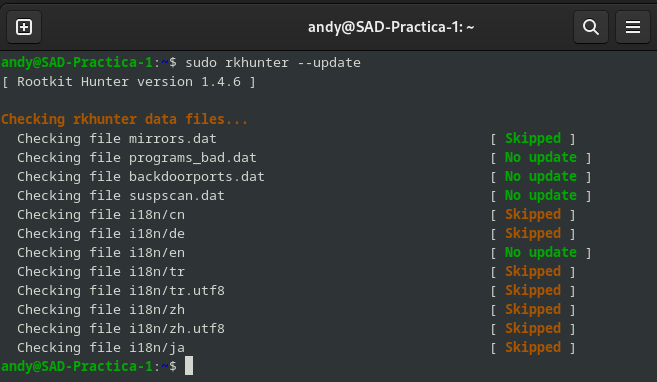 andy@SAD-Practica-1: ~
andy@SAD-Practica-1:~$ sudo rkhunter --update
[ Rootkit Hunter version 1.4.6 ]
Checking rkhunter data files...
Checking file mirrors.dat [ Skipped ]
Checking file programs_bad.dat [ No update ]
Checking file backdoorports.dat [ No update ]
Checking file suspscan.dat [ No update ]
Checking file i18n/cn [ Skipped ]
Checking file i18n/de [ Skipped ]
Checking file i18n/en [ No update ]
Checking file i18n/tr [ Skipped ]
Checking file i18n/tr.utf8 [ Skipped ]
Checking file i18n/zh [ Skipped ]
Checking file i18n/zh.utf8 [ Skipped ]
Checking file i18n/ja [ Skipped ]
andy@SAD-Practica-1:~$